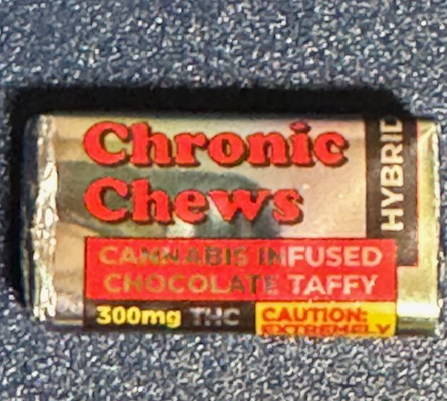 Chronic
Chews
HYBRID
CANNABIS INFUSED
CHOCOLATE TAFFY
300mg THC
CAUTION:
EXTREMELY